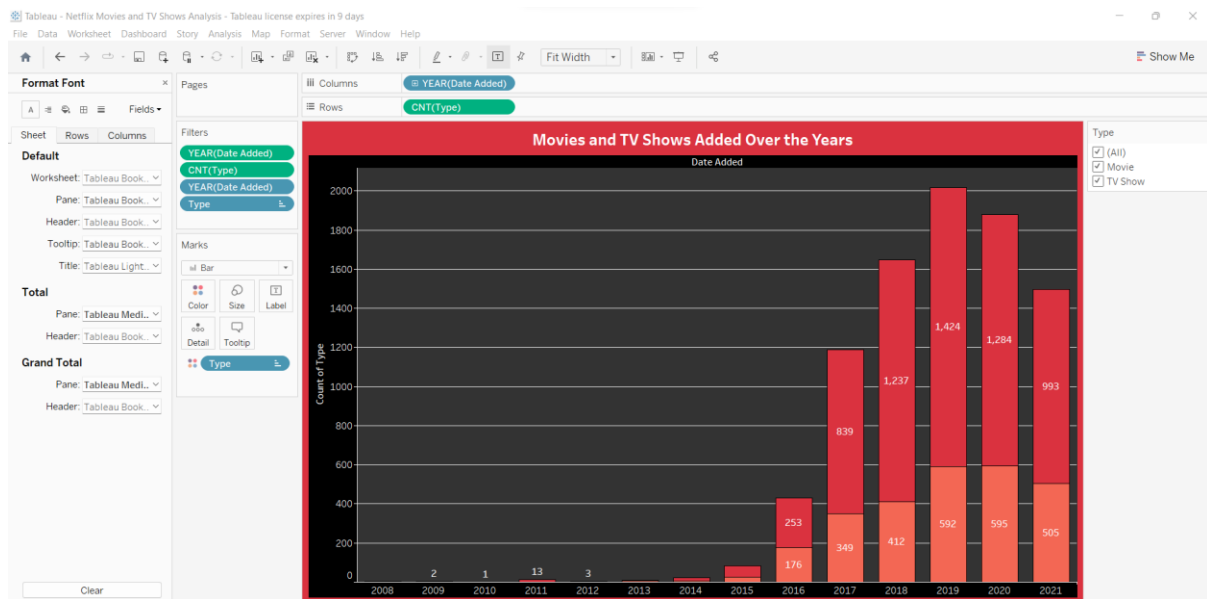 Tableau - Netflix Movies and TV Shows Analysis - Tableau license expires in 9 days
File Data Worksheet Dashboard Story Analysis Map Format Server Window Help
Fit Width
Show Me
Format Font
Fields
Sheet Rows Columns
Default
Worksheet: Tableau Book..
Pane: Tableau Book..
Header: Tableau Book..
Tooltip: Tableau Book..
Title: Tableau Light..
Total
Pane: Tableau Medi..
Header: Tableau Book..
Grand Total
Pane: Tableau Medi..
Header: Tableau Book..
Clear
Pages
Filters
YEAR(Date Added)
CNT(Type)
YEAR(Date Added)
Type
Marks
Bar
Color Size Label
Detail Tooltip
Type
Columns YEAR(Date Added)
Rows CNT(Type)
Movies and TV Shows Added Over the Years
Date Added
Count of Type
2000
1800
1600
1400
1200
1000
800
600
400
200
0
2 1 13 3
253 839 1,237 1,424 1,284 993
176 349 412 592 595 505
2008 2009 2010 2011 2012 2013 2014 2015 2016 2017 2018 2019 2020 2021
Type
(All)
Movie
TV Show